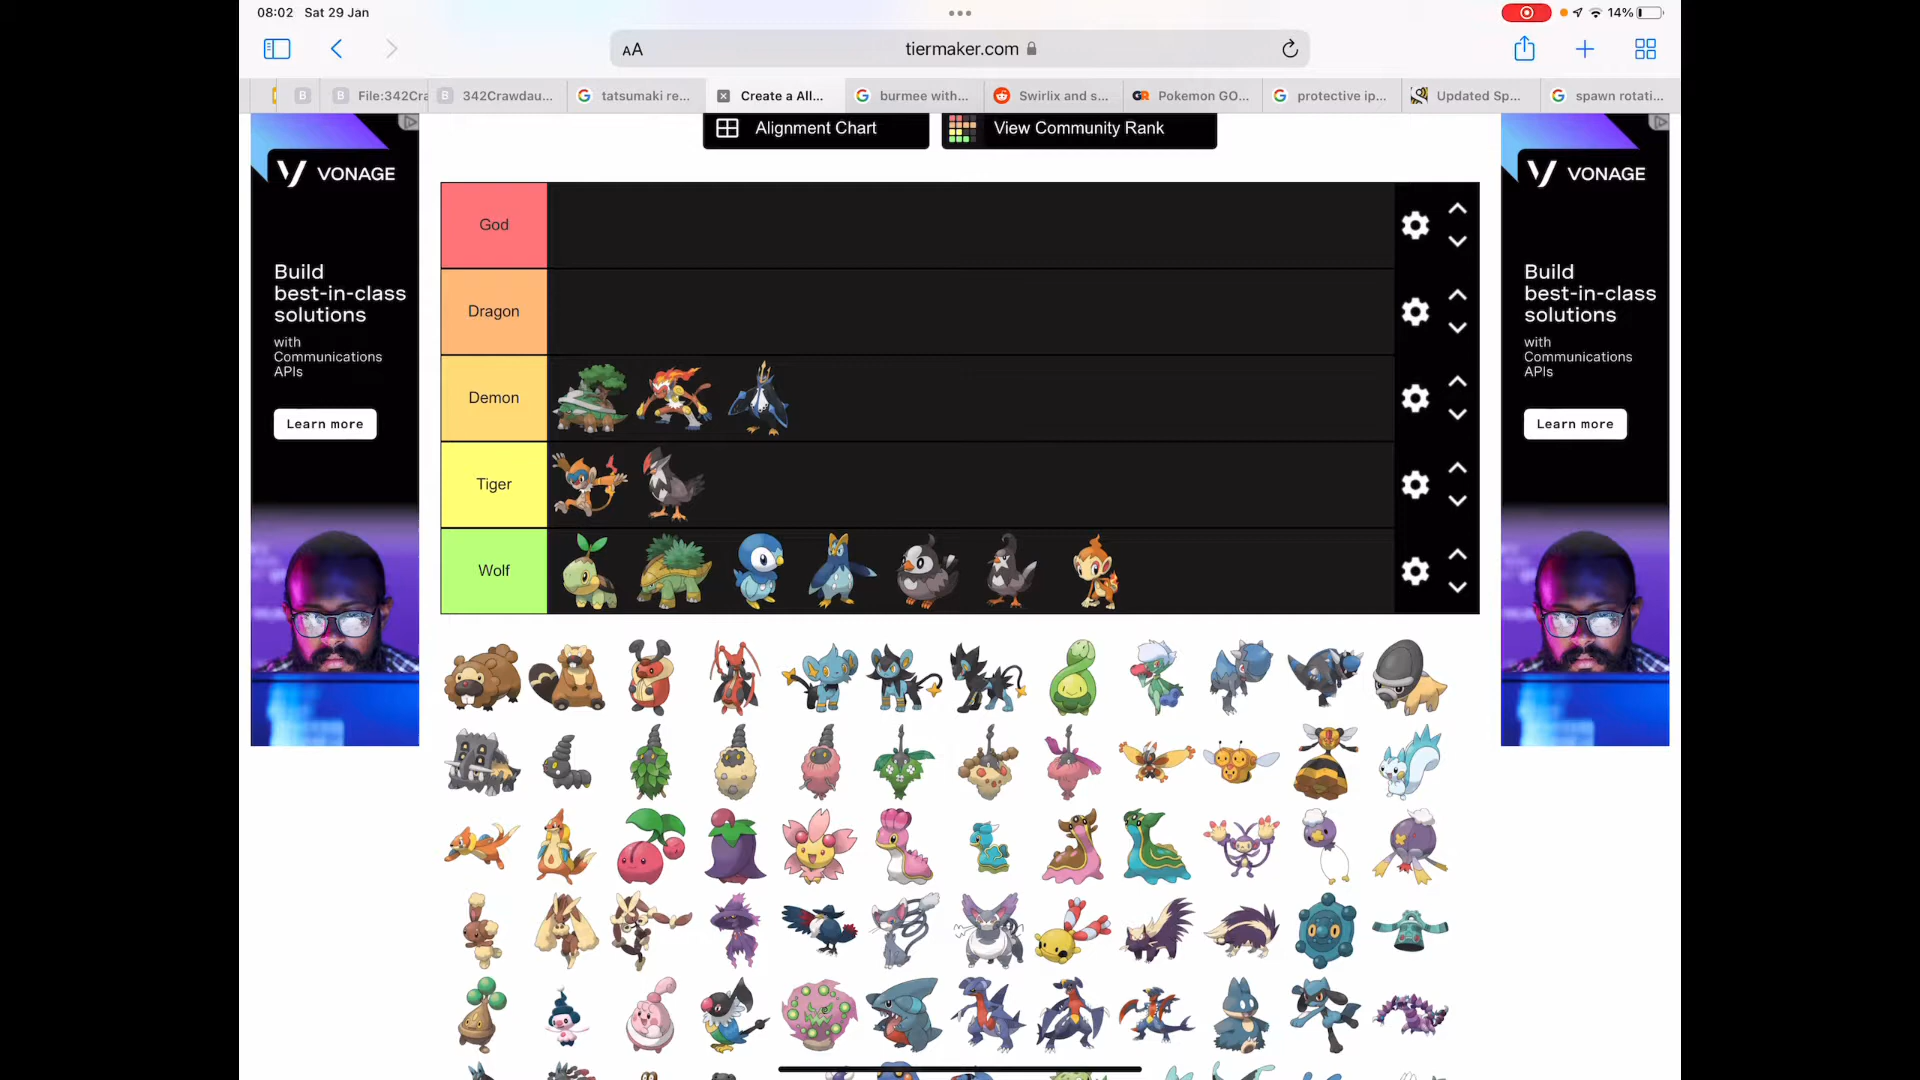 08:02 Sat 29 Jan
14%
AA
tiermaker.com
File:342Cra
342Crawdau...
tatsumaki re...
Create a All...
burmee with...
Swirlix and s...
Pokemon GO...
protective ip...
Updated Sp...
spawn rotati...
Alignment Chart
View Community Rank
VONAGE
Build
best-in-class
solutions
with
Communications
APIs
Learn more
God
Dragon
Demon
Tiger
Wolf
VONAGE
Build
best-in-class
solutions
with
Communications
APIs
Learn more